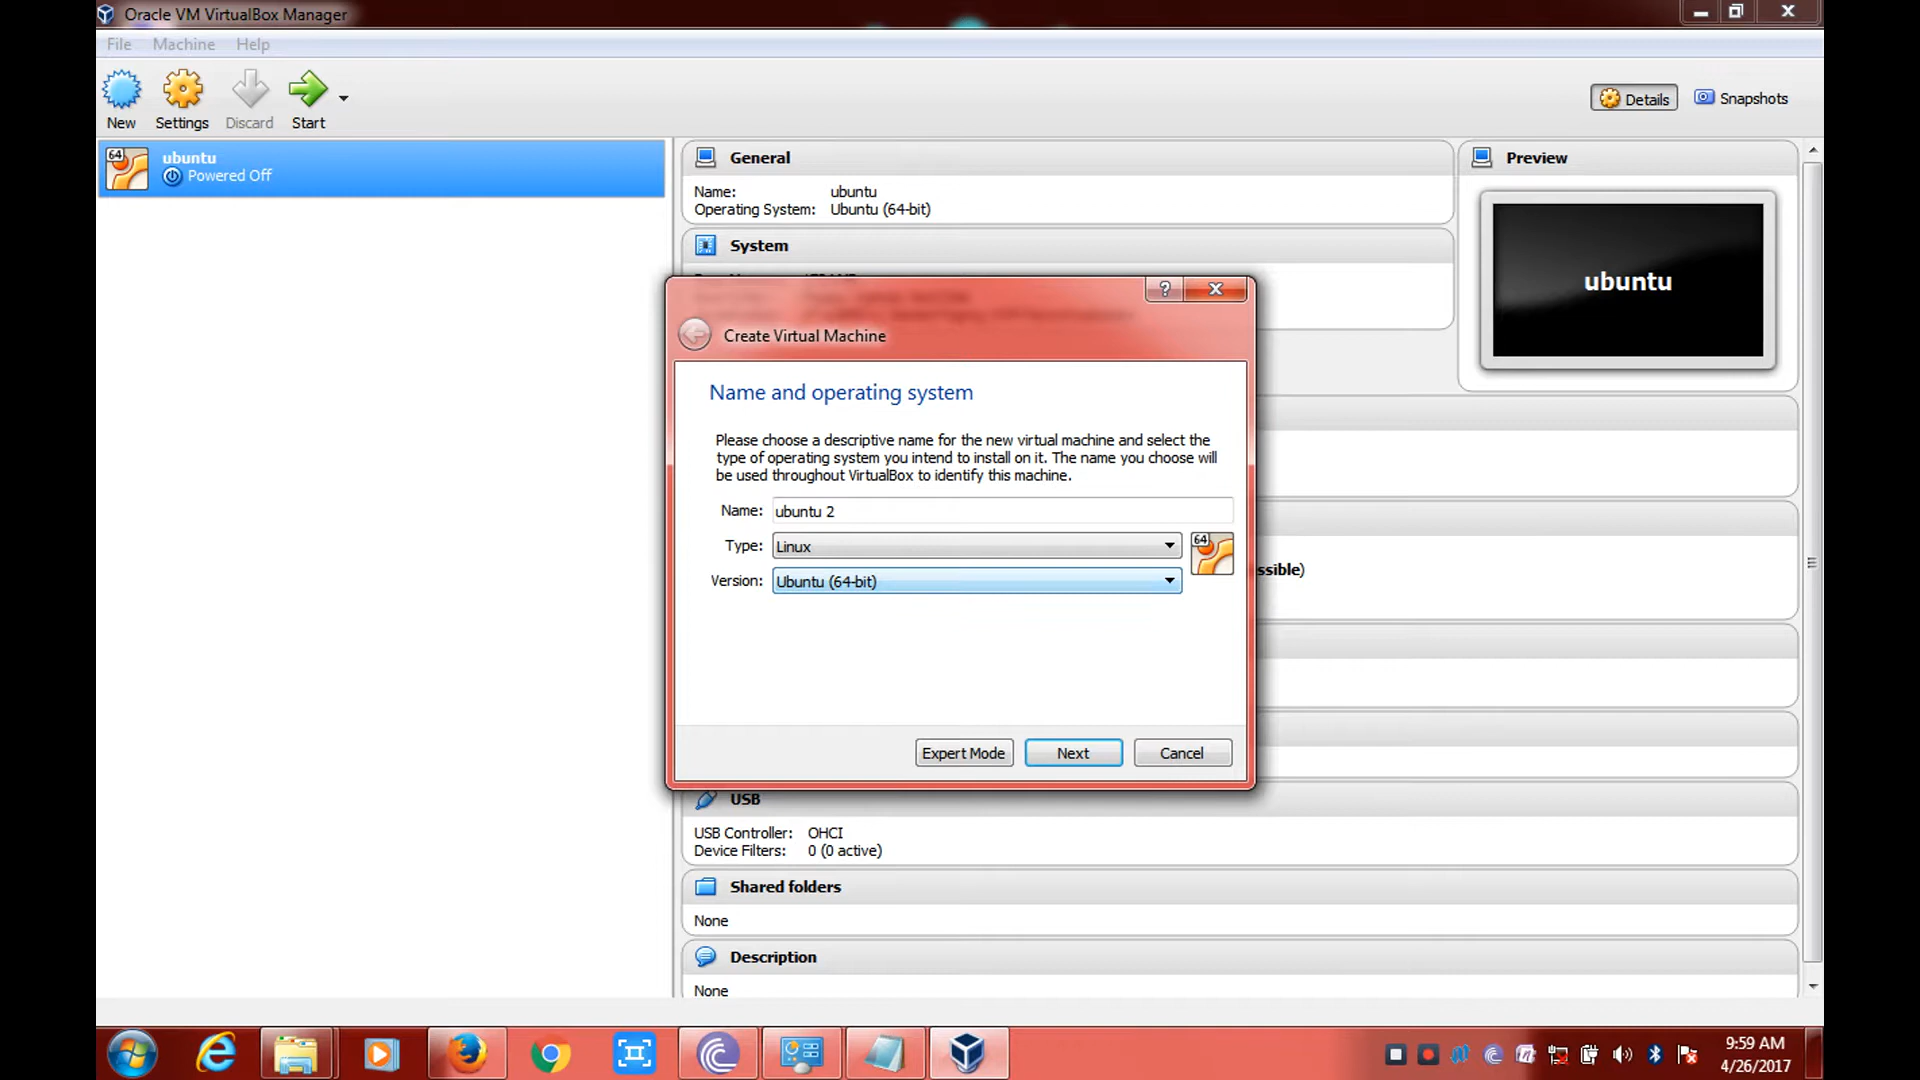 Oracle VM VirtualBox Manager
File Machine Help
New Settings Discard Start
Details Snapshots
64
ubuntu
Powered Off
General
Name: ubuntu
Operating System: Ubuntu (64-bit)
System
Preview
ubuntu
?
Create Virtual Machine
Name and operating system
Please choose a descriptive name for the new virtual machine and select the
type of operating system you intend to install on it. The name you choose will
be used throughout VirtualBox to identify this machine.
Name: ubuntu 2
Type: Linux
64
Version: Ubuntu (64-bit)
ssible)
Expert Mode Next Cancel
USB
USB Controller: OHCI
Device Filters: 0 (0 active)
Shared folders
None
Description
None
9:59 AM
4/26/2017